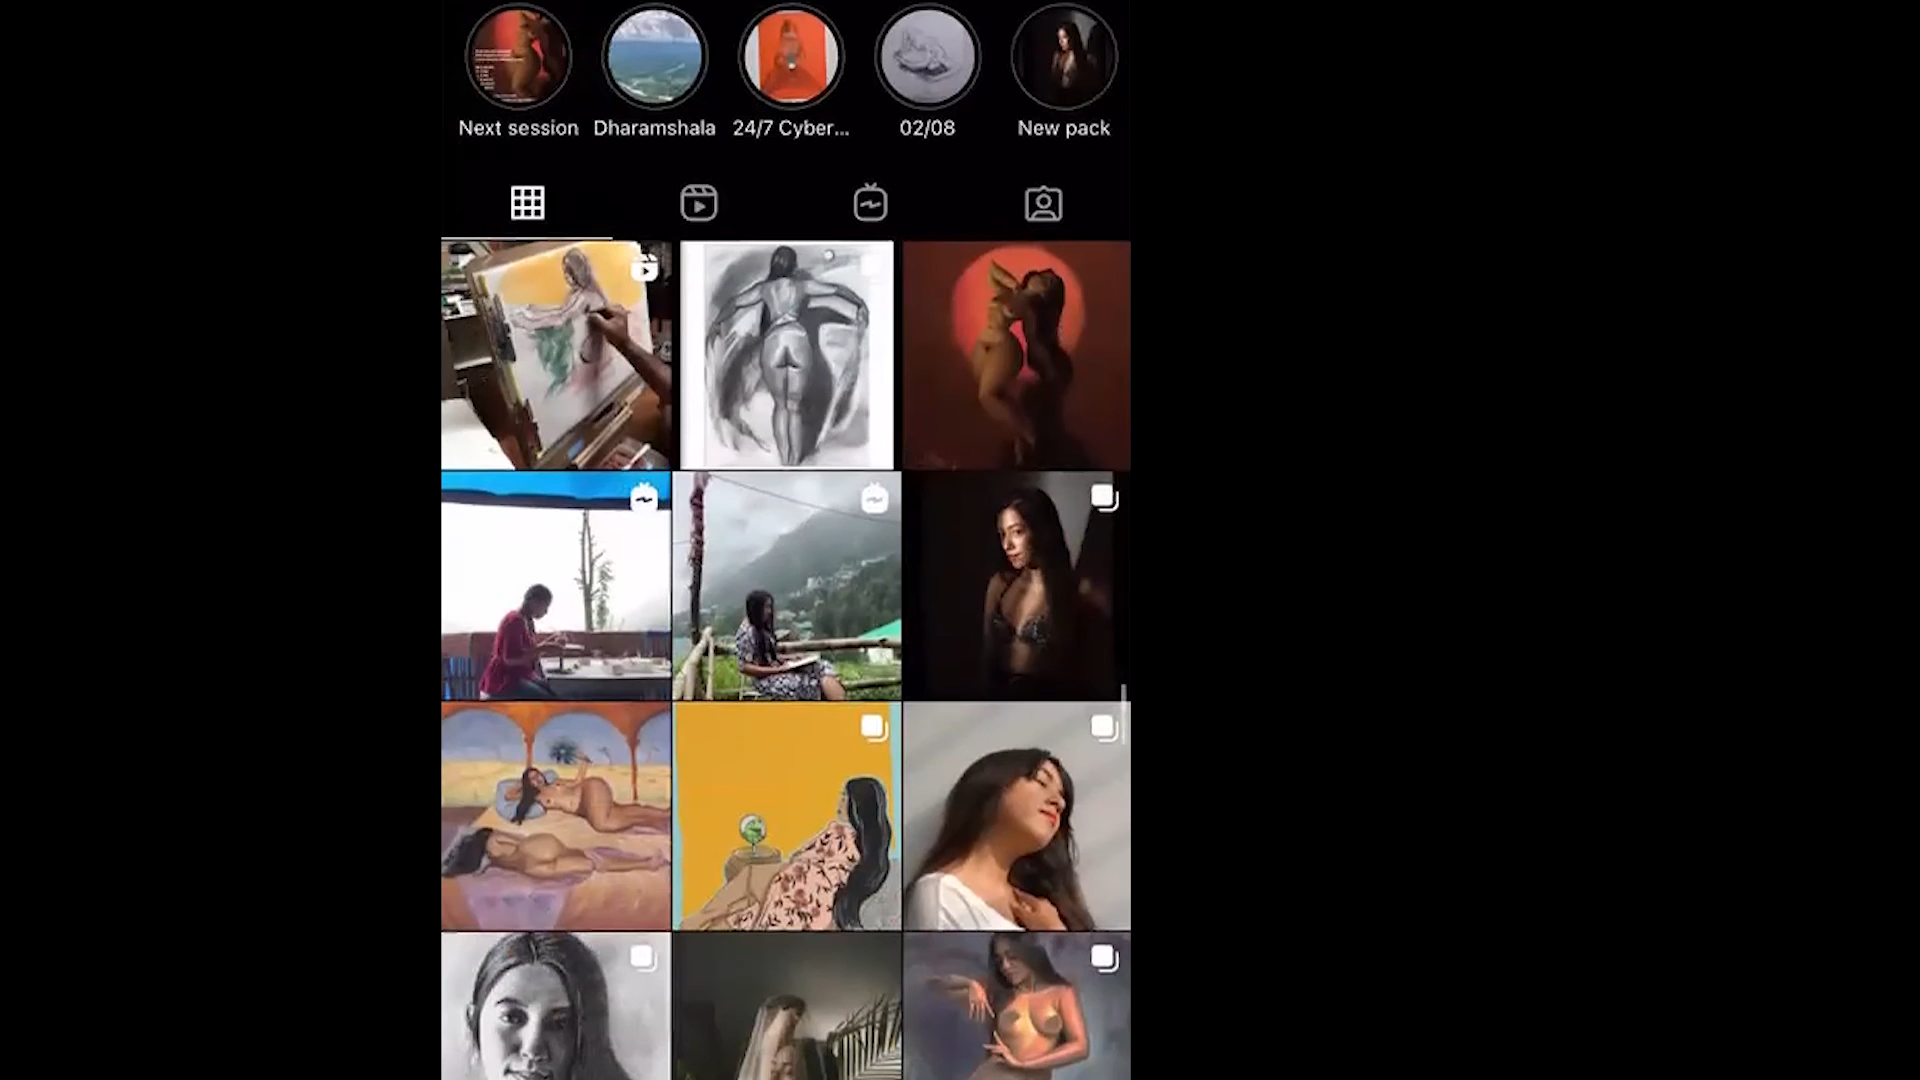 Next session
Dharamshala
24/7 Cyber...
02/08
New pack